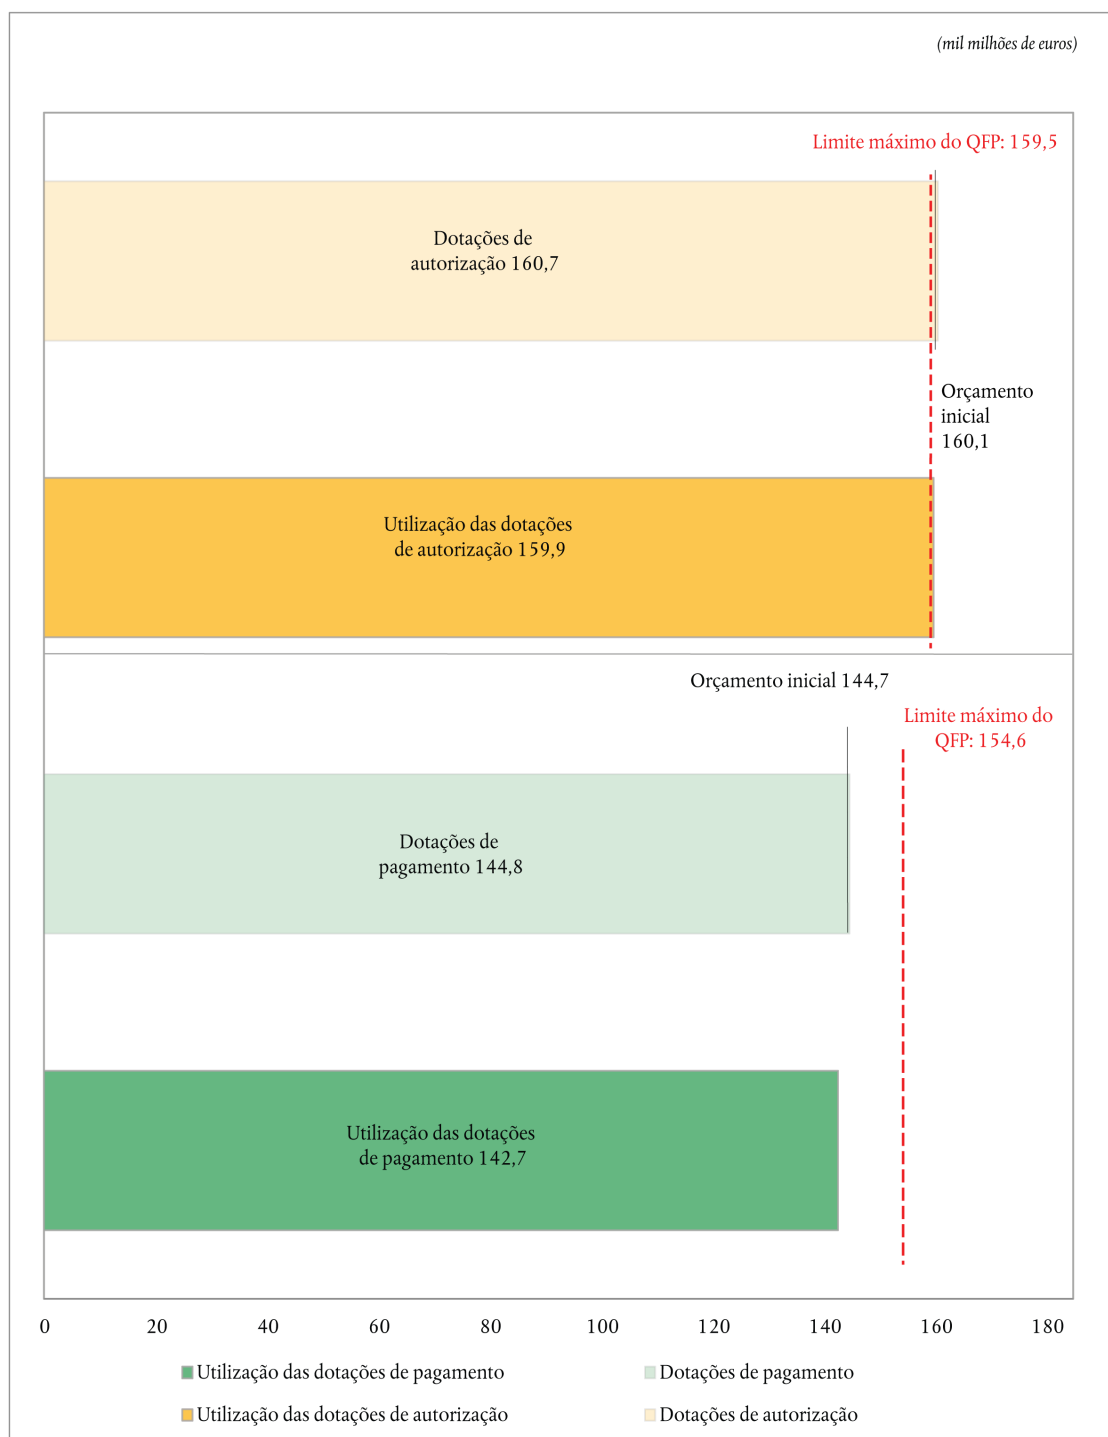 (mil milhões de euros)
Limite máximo do QFP: 159,5
Dotações de
autorização 160,7
Orçamento
inicial
160,1
Utilização das dotações
de autorização 159,9
Orçamento inicial 144,7
Limite máximo do
QFP: 154,6
Dotações de
pagamento 144,8
Utilização das dotações
de pagamento 142,7
0 20 40 60 80 100 120 140 160 180
Utilização das dotações de pagamento Dotações de pagamento
Utilização das dotações de autorização Dotações de autorização